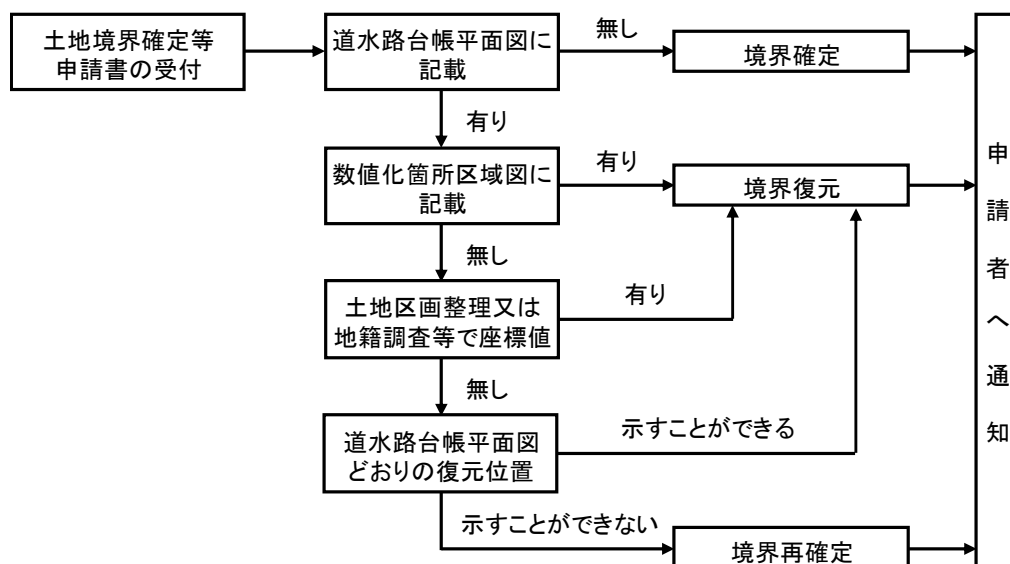 土地境界確定等
申請書の受付
道水路台帳平面図に
記載
無し
境界確定
有り
数値化箇所区域図に
記載
有り
境界復元
無し
土地区画整理又は
地籍調査等で座標値
有り
無し
道水路台帳平面図
どおりの復元位置
示すことができる
示すことができない
境界再確定
申請者へ通知